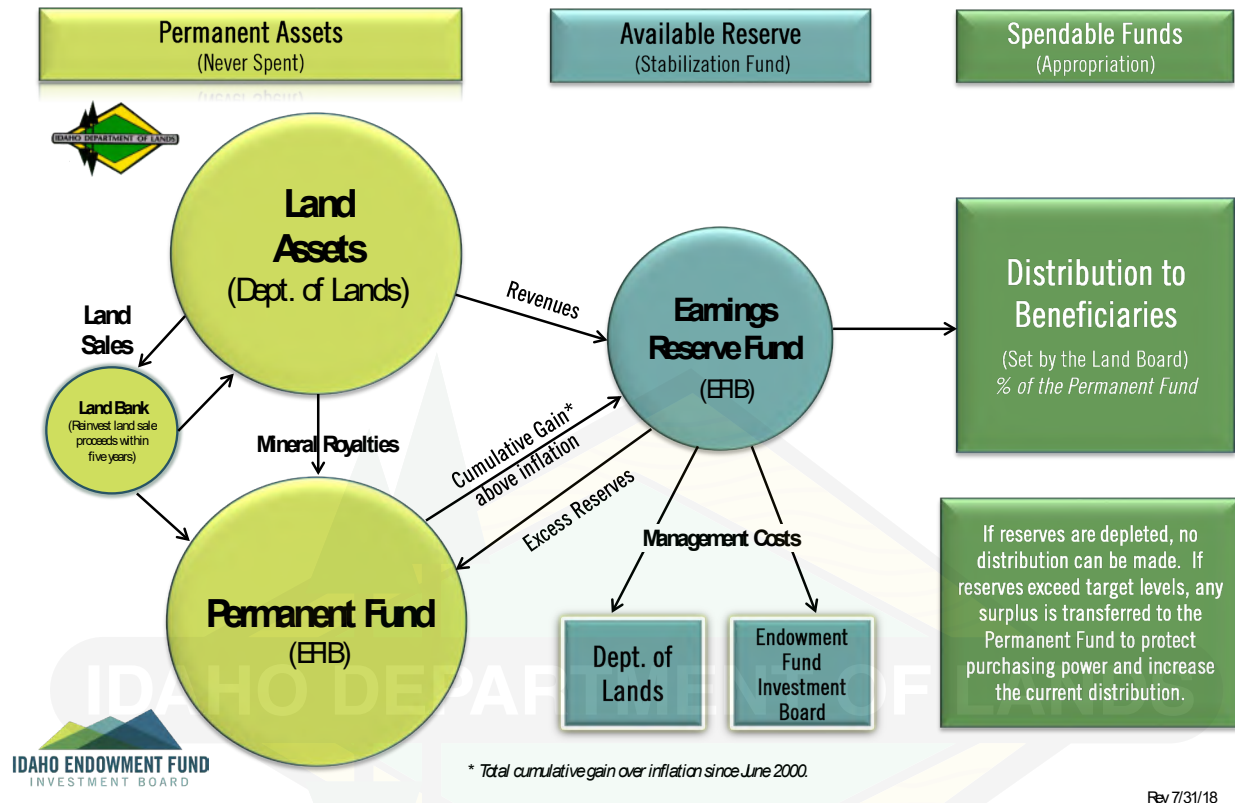 Permanent Assets
(Never Spent)
Available Reserve
(Stabilization Fund)
Spendable Funds
(Appropriation)
IDAHO DEPARTMENT OF LANDS
Land
Assets
(Dept. of Lands)
Revenues
Earnings
Reserve Fund
(EFIB)
Distribution to
Beneficiaries
(Set by the Land Board)
% of the Permanent Fund
Land
Sales
Land Bank
(Reinvest land sale
proceeds within
five years)
Mineral Royalties
Cumulative Gain*
above inflation
Excess Reserves
Management Costs
Permanent Fund
(EFIB)
Dept. of
Lands
Endowment
Fund
Investment
Board
If reserves are depleted, no
distribution can be made. If
reserves exceed target levels, any
surplus is transferred to the
Permanent Fund to protect
purchasing power and increase
the current distribution.
IDAHO DEPARTMENT OF LANDS
IDAHO ENDOWMENT FUND
INVESTMENT BOARD
* Total cumulative gain over inflation since June 2000.
Rev 7/31/18